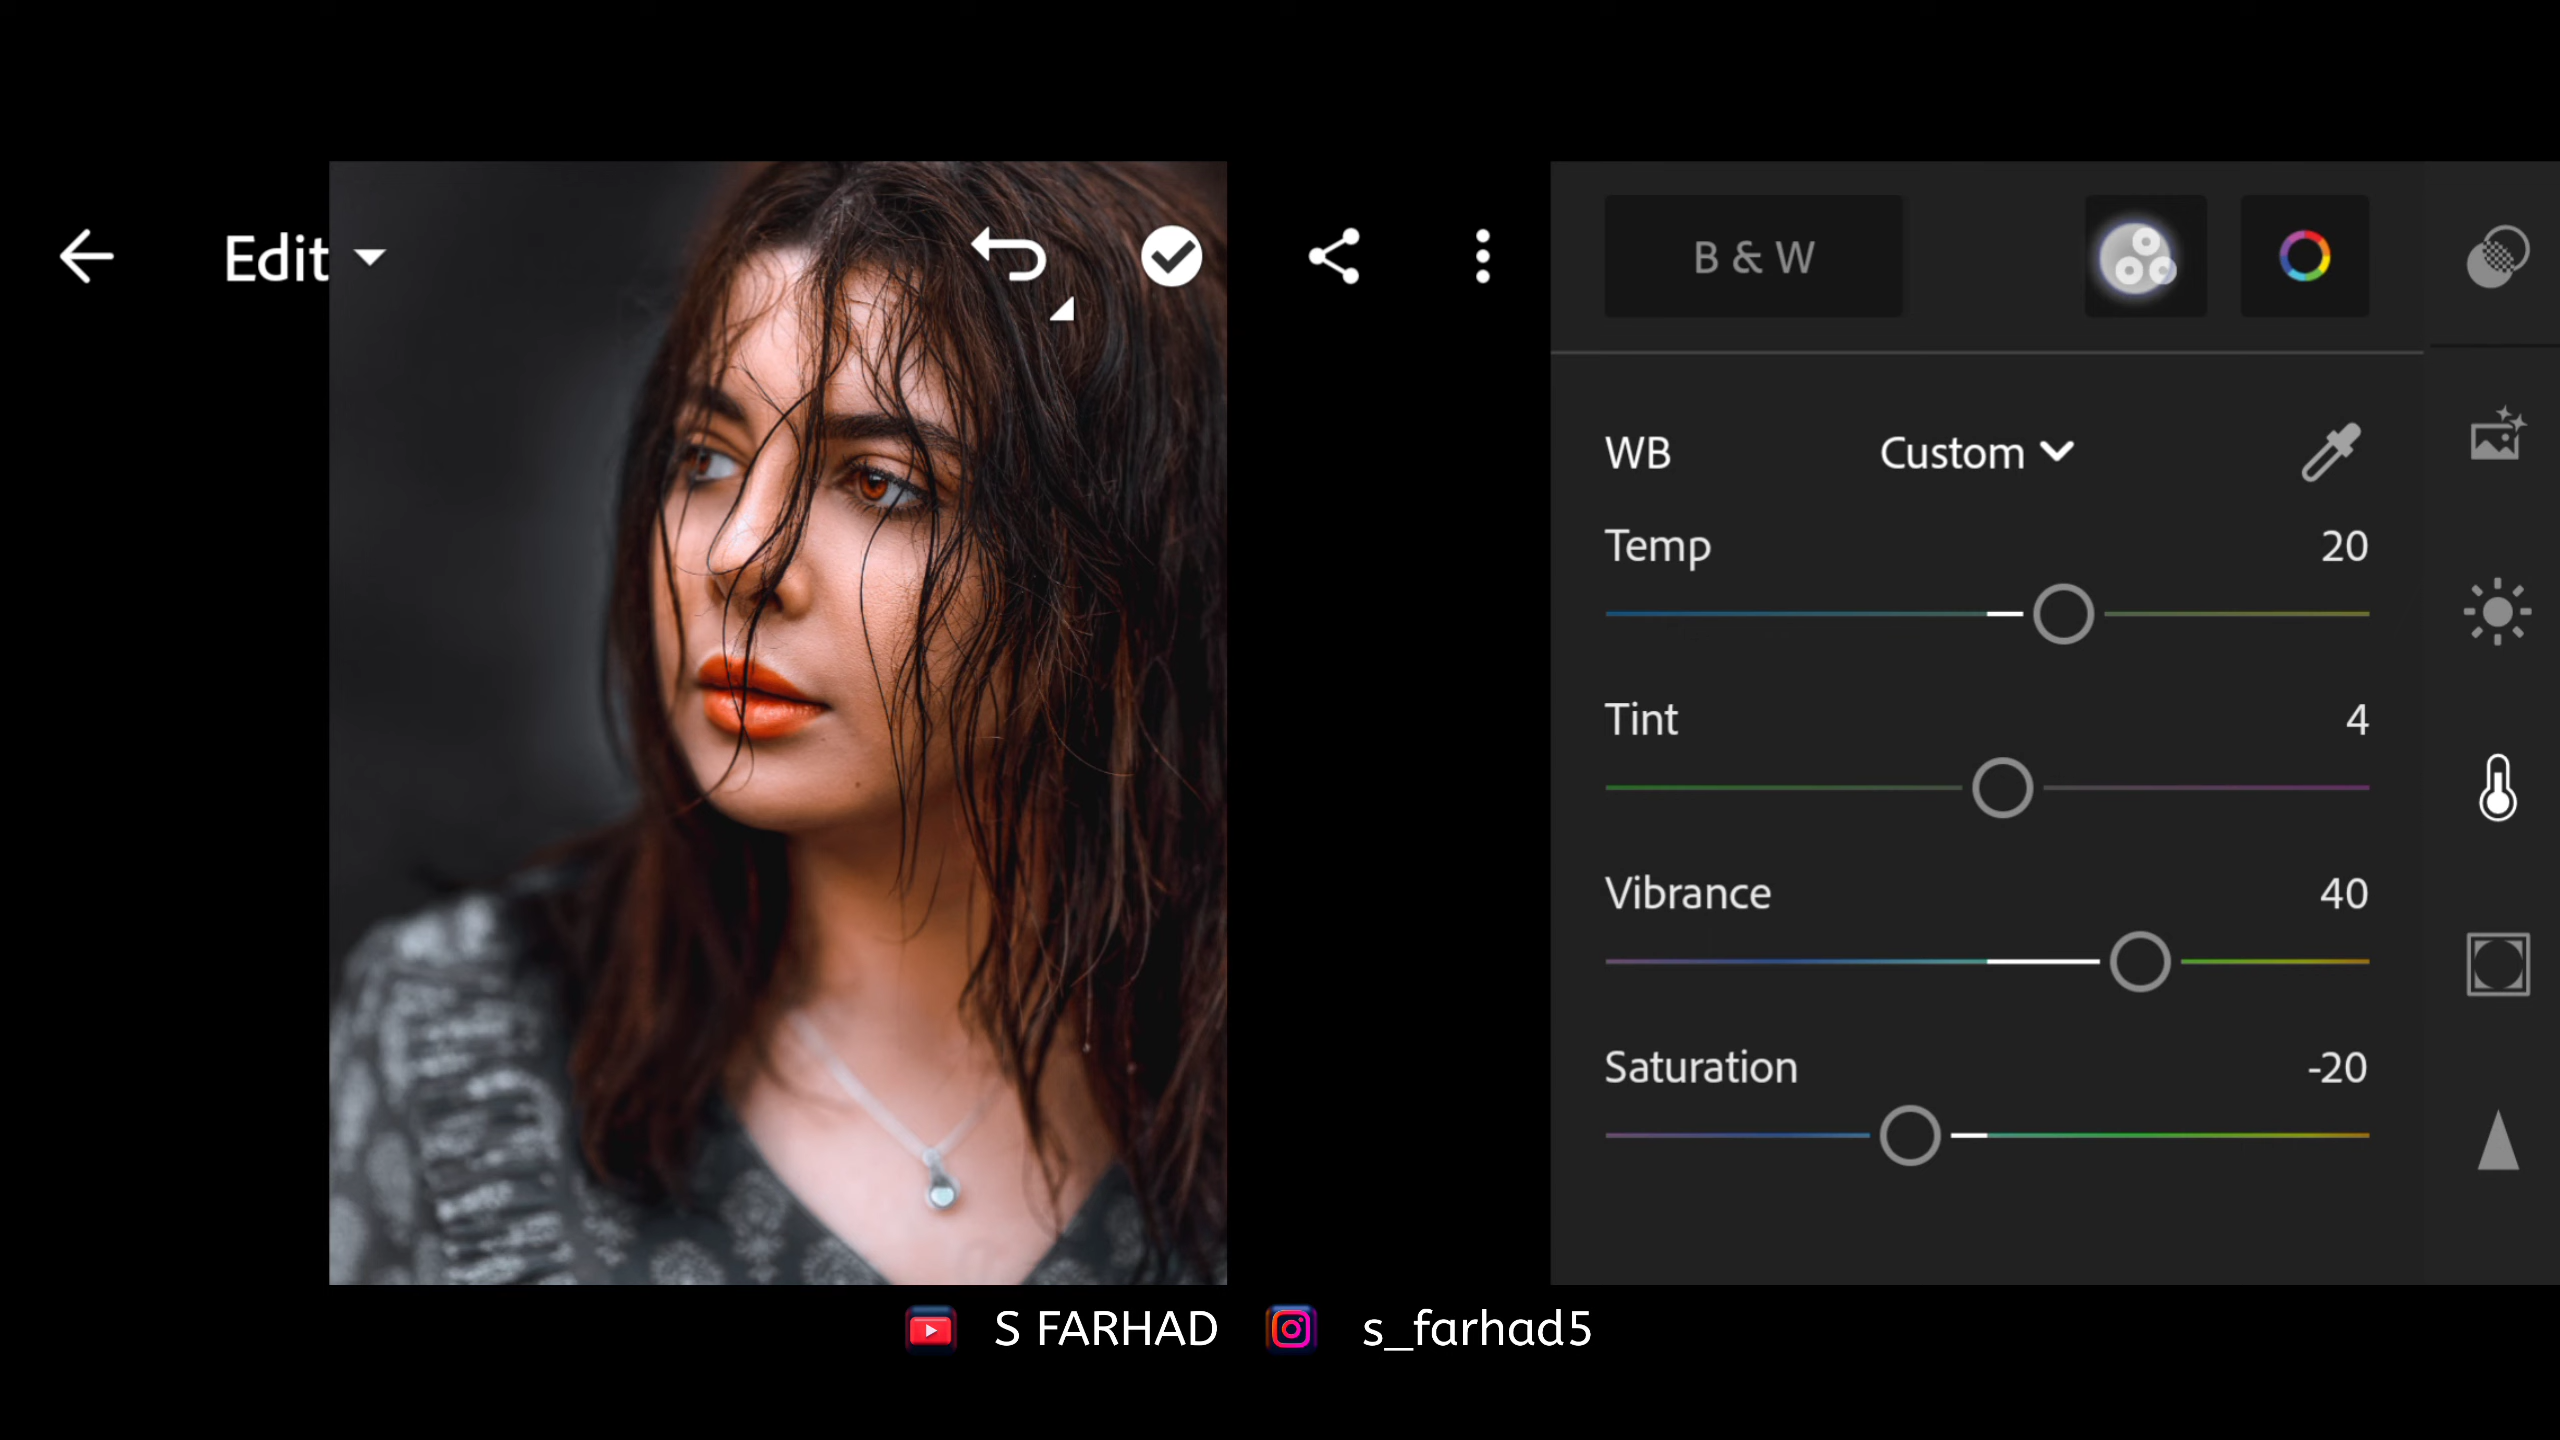 Edit
B & W
WB Custom
Temp 20
Tint 4
Vibrance 40
Saturation -20
S FARHAD s_farhad5